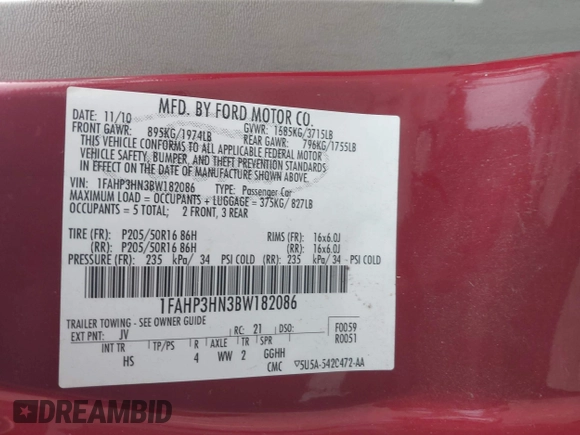 MFD. BY FORD MOTOR CO.
DATE: 11/10 GVWR: 1685KG/3715LB
FRONT GAWR: 895KG/1974LB REAR GAWR: 796KG/1755LB
THIS VEHICLE CONFORMS TO ALL APPLICABLE FEDERAL MOTOR
VEHICLE SAFETY, BUMPER, AND THEFT PREVENTION STANDARDS
IN EFFECT ON THE DATE OF MANUFACTURE SHOWN ABOVE.
VIN: 1FAHP3HN3BW182086 TYPE: Passenger Car
MAXIMUM LOAD = OCCUPANTS + LUGGAGE = 375KG/ 827LB
OCCUPANTS = 5 TOTAL; 2 FRONT, 3 REAR
TIRE (FR): P205/50R16 86H RIMS (FR): 16x6.0J
(RR): P205/50R16 86H (RR): 16x6.0J
PRESSURE (FR): 235 kPa/ 34 PSI COLD (RR): 235 kPa/ 34 PSI COLD
1FAHP3HN3BW182086
TRAILER TOWING - SEE OWNER GUIDE
EXT PNT: JV RC: 21 DSO: F0059
R0051
INT TR TP/PS R AXLE TR SPR
HS 4 WW 2 GGHH
CMC ▽5U5A-542C472-AA
DREAMBID